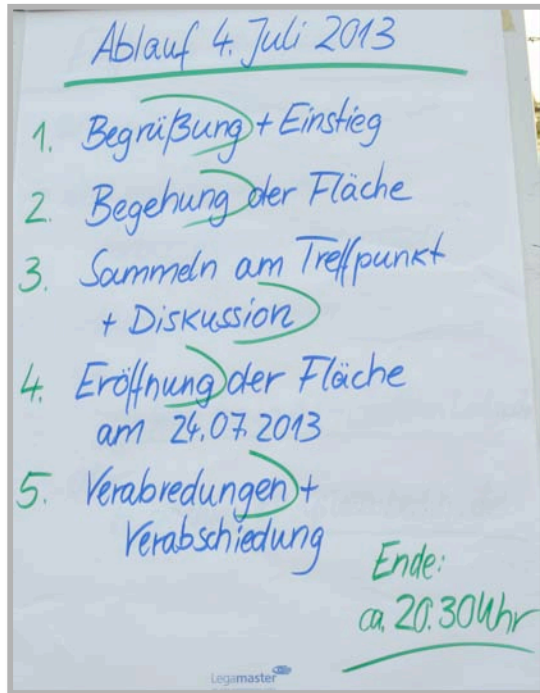 Ablauf 4. Juli 2013
1. Begrüßung + Einstieg
2. Begehung der Fläche
3. Sammeln am Treffpunkt
+ Diskussion
4. Eröffnung der Fläche
am 24.07.2013
5. Verabredungen +
Verabschiedung
Ende:
ca. 20.30 Uhr
Legamaster